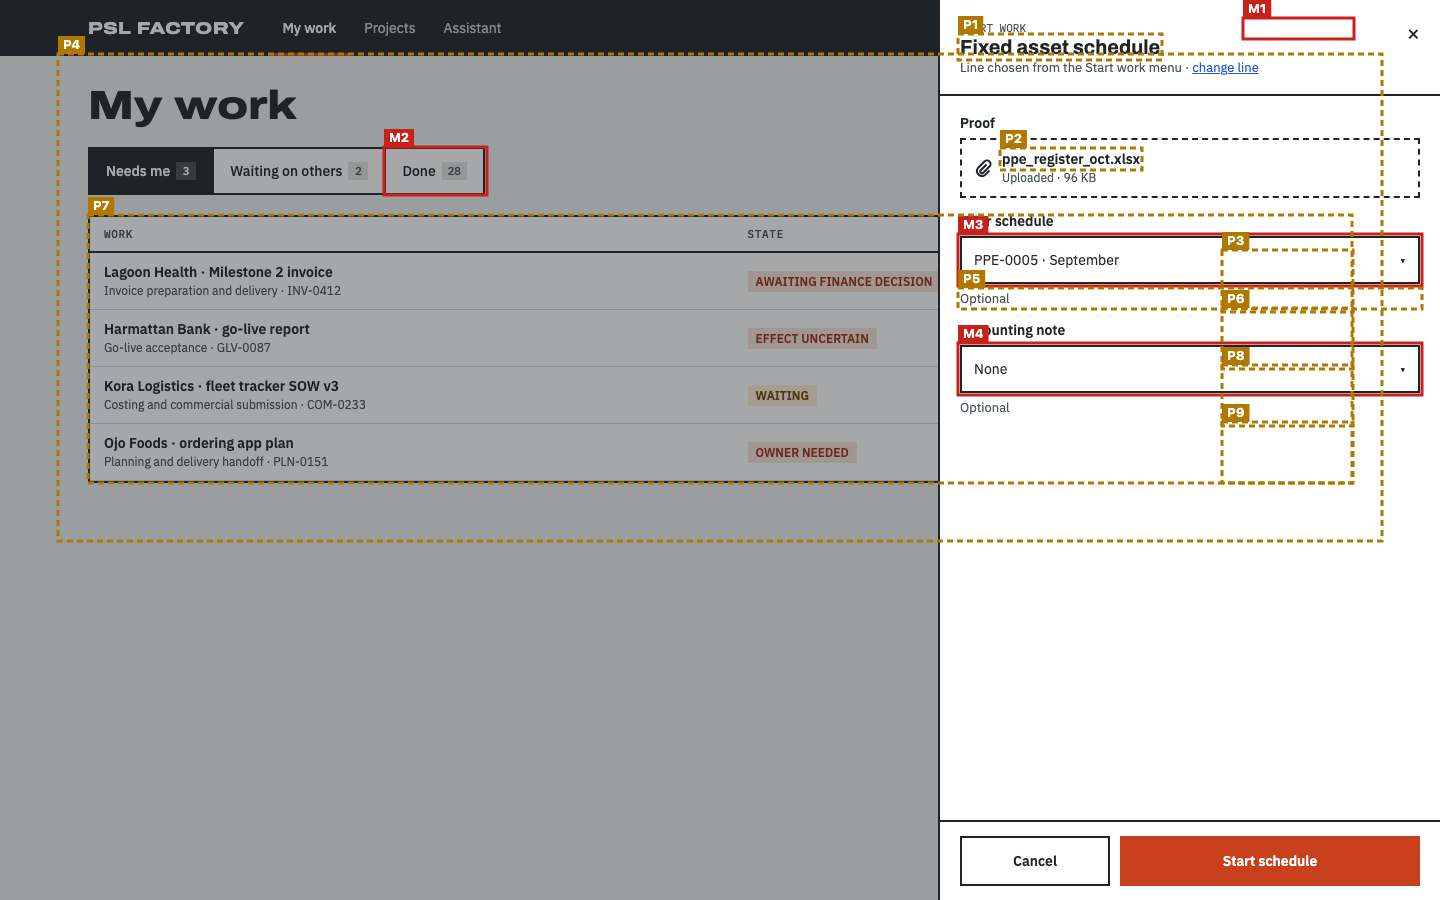 PSL FACTORY
My work
Projects
Assistant
P4
My work
M2
Needs me 3
Waiting on others 2
Done 28
P7
WORK
STATE
Lagoon Health · Milestone 2 invoice
Invoice preparation and delivery · INV-0412
AWAITING FINANCE DECISION
Harmattan Bank · go-live report
Go-live acceptance · GLV-0087
EFFECT UNCERTAIN
Kora Logistics · fleet tracker SOW v3
Costing and commercial submission · COM-0233
WAITING
Ojo Foods · ordering app plan
Planning and delivery handoff · PLN-0151
OWNER NEEDED
M1
P1
WORK
Fixed asset schedule
×
Line chosen from the Start work menu · change line
Proof
P2
ppe_register_oct.xlsx
Uploaded · 96 KB
M3
schedule
P3
PPE-0005 · September
P5
Optional
P6
M4
P8
None
Optional
P9
Cancel
Start schedule